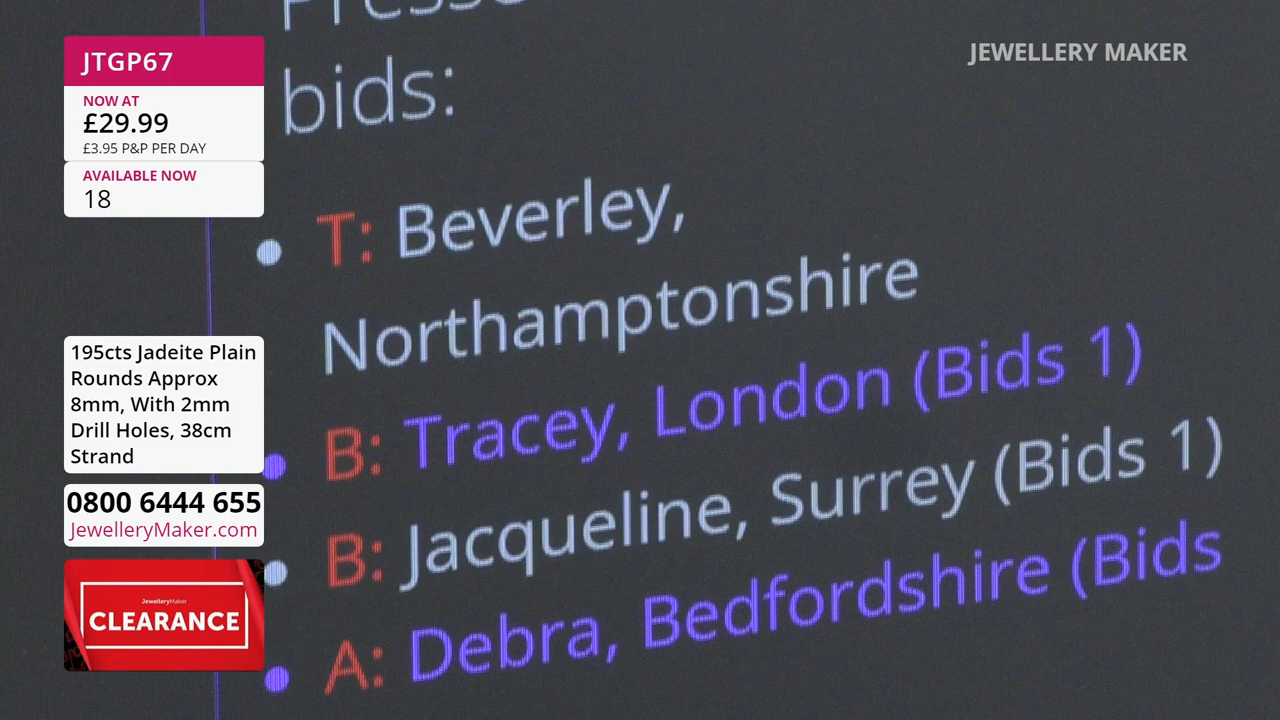 JTGP67
NOW AT
£29.99
£3.95 P&P PER DAY
AVAILABLE NOW
18
195cts Jadeite Plain
Rounds Approx
8mm, With 2mm
Drill Holes, 38cm
Strand
0800 6444 655
JewelleryMaker.com
JewelleryMaker
CLEARANCE
JEWELLERY MAKER
bids:
T: Beverley,
Northamptonshire
B: Tracey, London (Bids 1)
B: Jacqueline, Surrey (Bids 1)
A: Debra, Bedfordshire (Bids